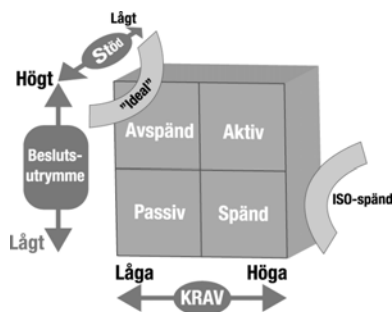 Lågt
Stöd
Högt
"Ideal"
Avspänd
Aktiv
Besluts-
utrymme
Passiv
Spänd
ISO-spänd
Lågt
Låga
Höga
KRAV